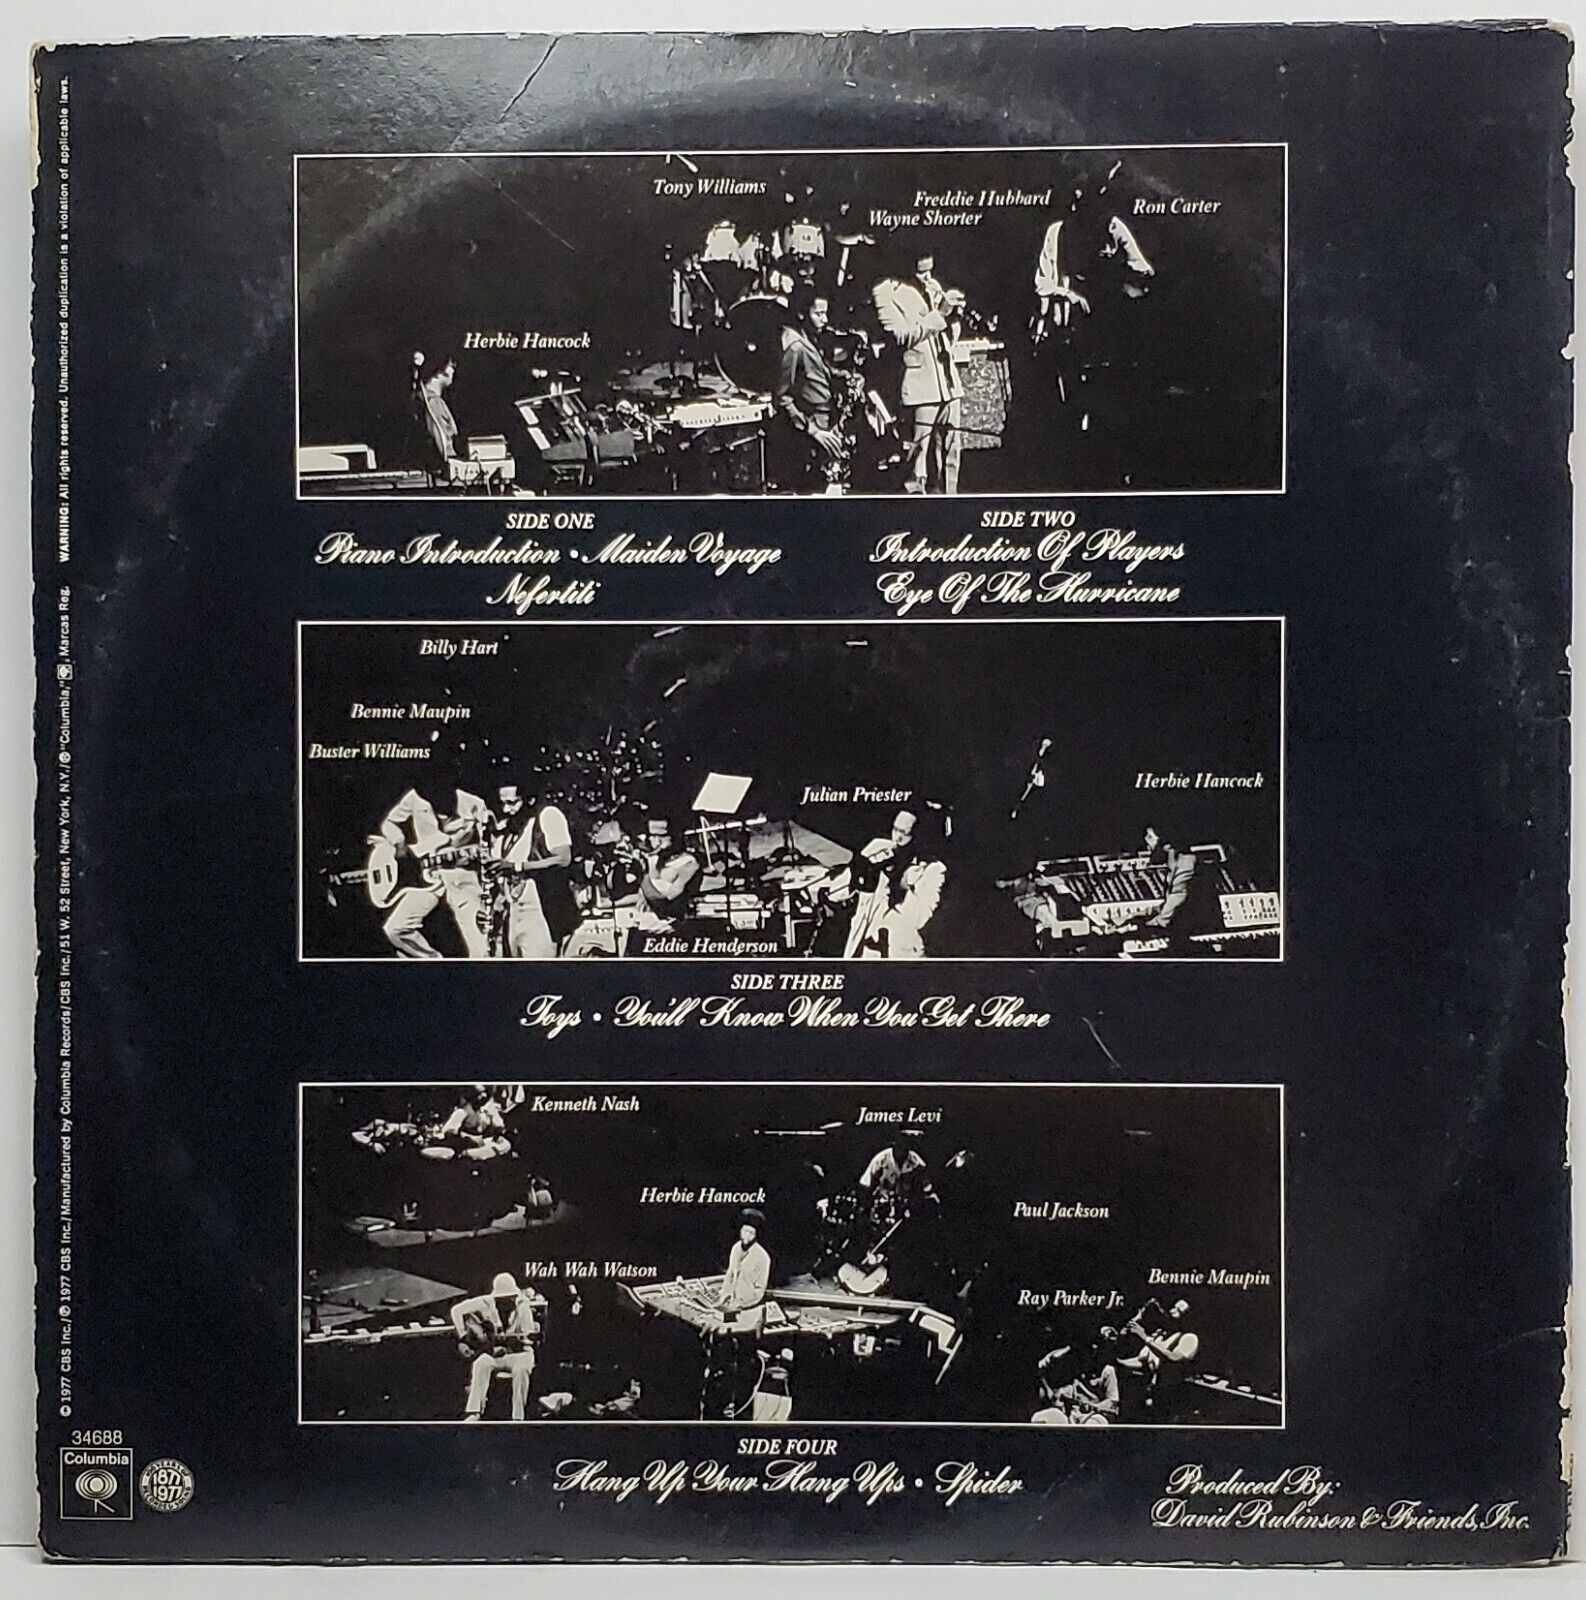 Tony Williams
Freddie Hubbard
Wayne Shorter
Ron Carter
Herbie Hancock
SIDE ONE
Piano Introduction • Maiden Voyage
Nefertiti
SIDE TWO
Introduction Of Players
Eye Of The Hurricane
Billy Hart
Bennie Maupin
Buster Williams
Julian Priester
Herbie Hancock
Eddie Henderson
SIDE THREE
Toys • You'll Know When You Get There
Kenneth Nash
James Levi
Herbie Hancock
Paul Jackson
Wah Wah Watson
Bennie Maupin
Ray Parker Jr.
SIDE FOUR
Hang Up Your Hang Ups • Spider
Produced By:
David Rubinson & Friends, Inc.
© 1977 CBS Inc./℗ 1977 CBS Inc./Manufactured by Columbia Records/CBS Inc./51 W. 52 Street, New York, N.Y./® "Columbia," Marcas Reg. WARNING: All rights reserved. Unauthorized duplication is a violation of applicable laws.
34688
Columbia
1877
1977